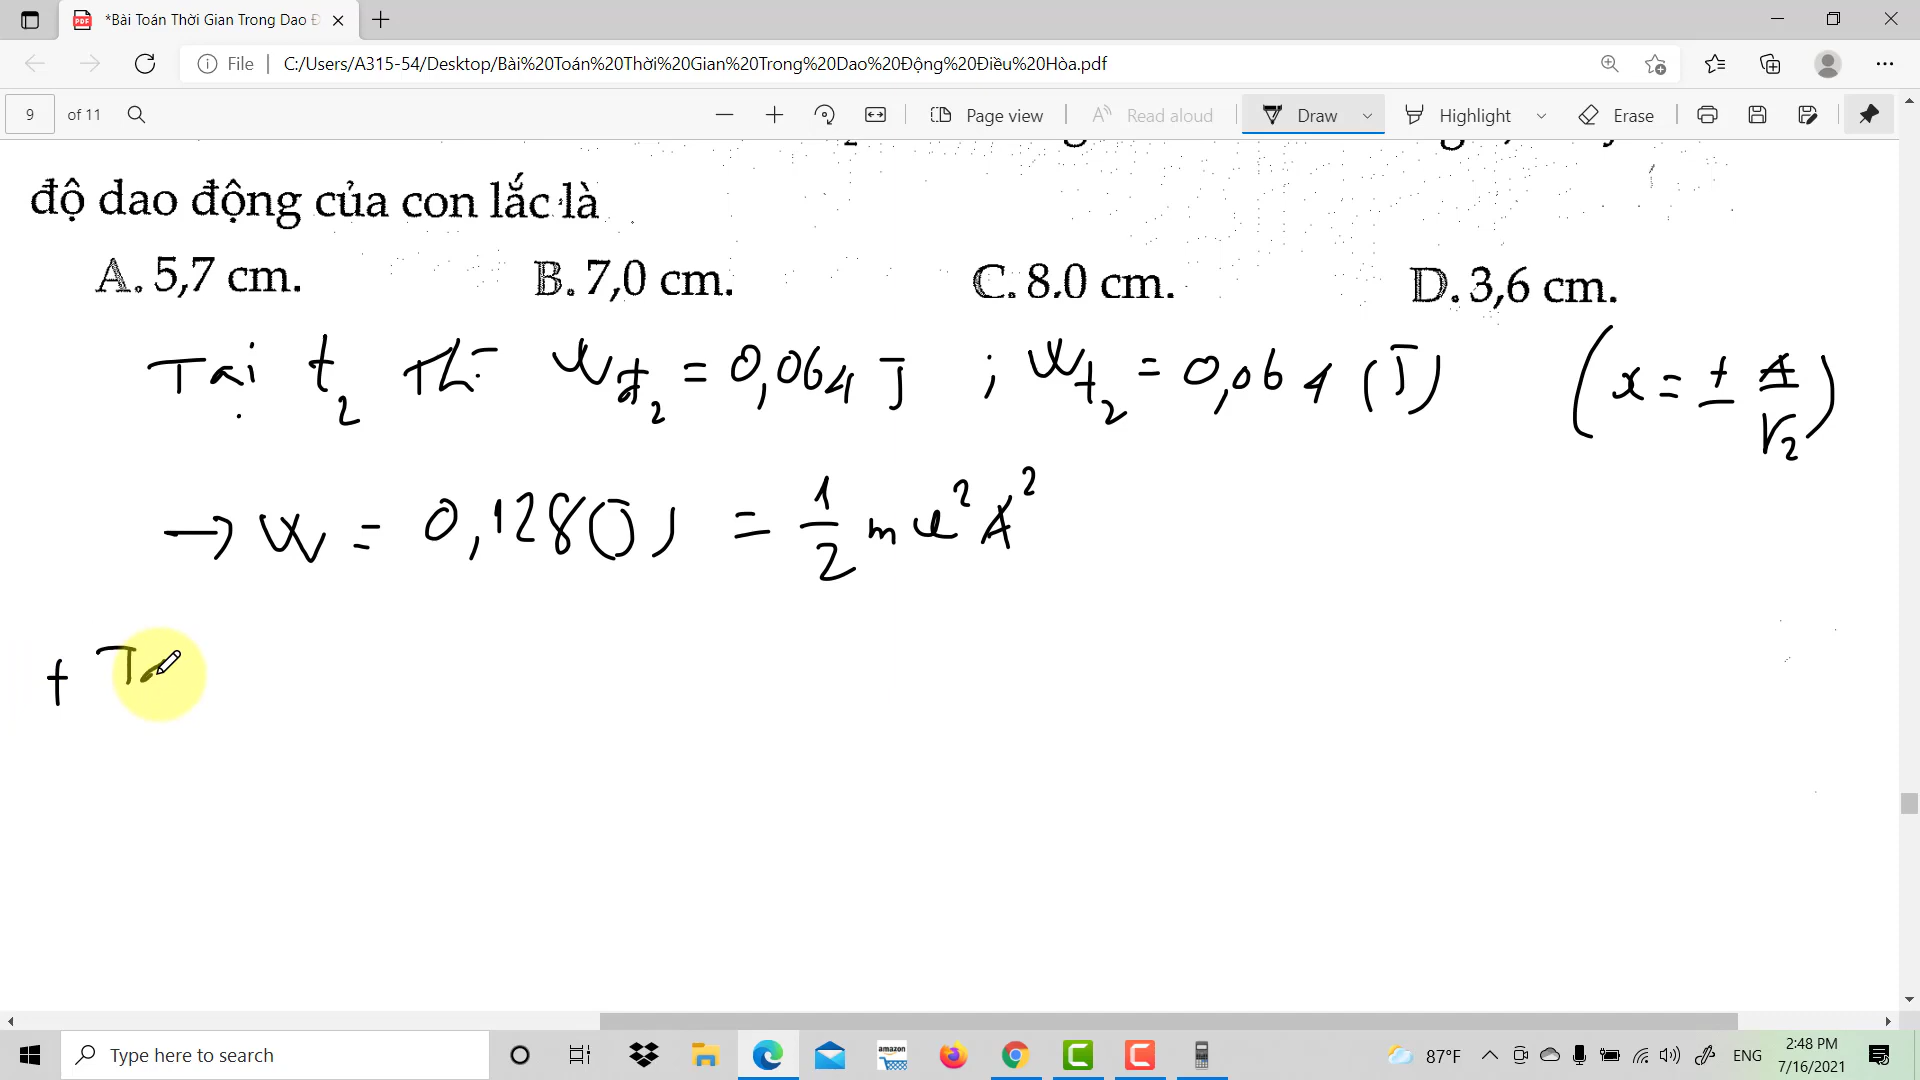 *Bài Toán Thời Gian Trong Dao Đ
File
C:/Users/A315-54/Desktop/Bài%20Toán%20Thời%20Gian%20Trong%20Dao%20Động%20Điều%20Hòa.pdf
9 of 11 Page view Read aloud Draw Highlight Erase
độ dao động của con lắc là
A. 5,7 cm. B. 7,0 cm. C. 8,0 cm. D. 3,6 cm.
Tại t₂ thì Wđ₂ = 0,064 J ; Wt₂ = 0,064 (J) (x = ± A/√2)
→ W = 0,128 (J) = 1/2 mω²A²
+ Tạ
Type here to search
amazon
87°F
ENG
2:48 PM
7/16/2021